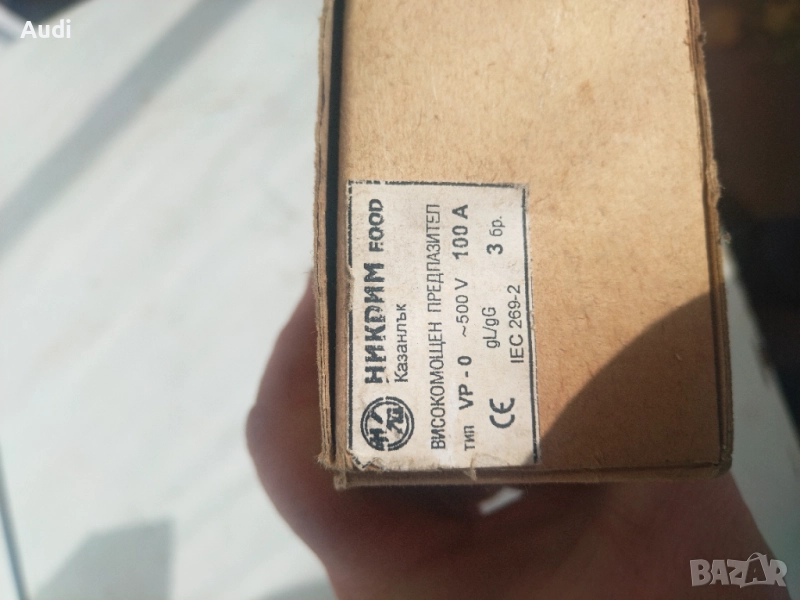 Audi
НИКДИМ ЕООД
Казанлък
ВИСОКОМОЩЕН ПРЕДПАЗИТЕЛ
тип VP - 0 ~500 V 100 A
gL/gG 3 бр.
CE IEC 269-2
BAZAR